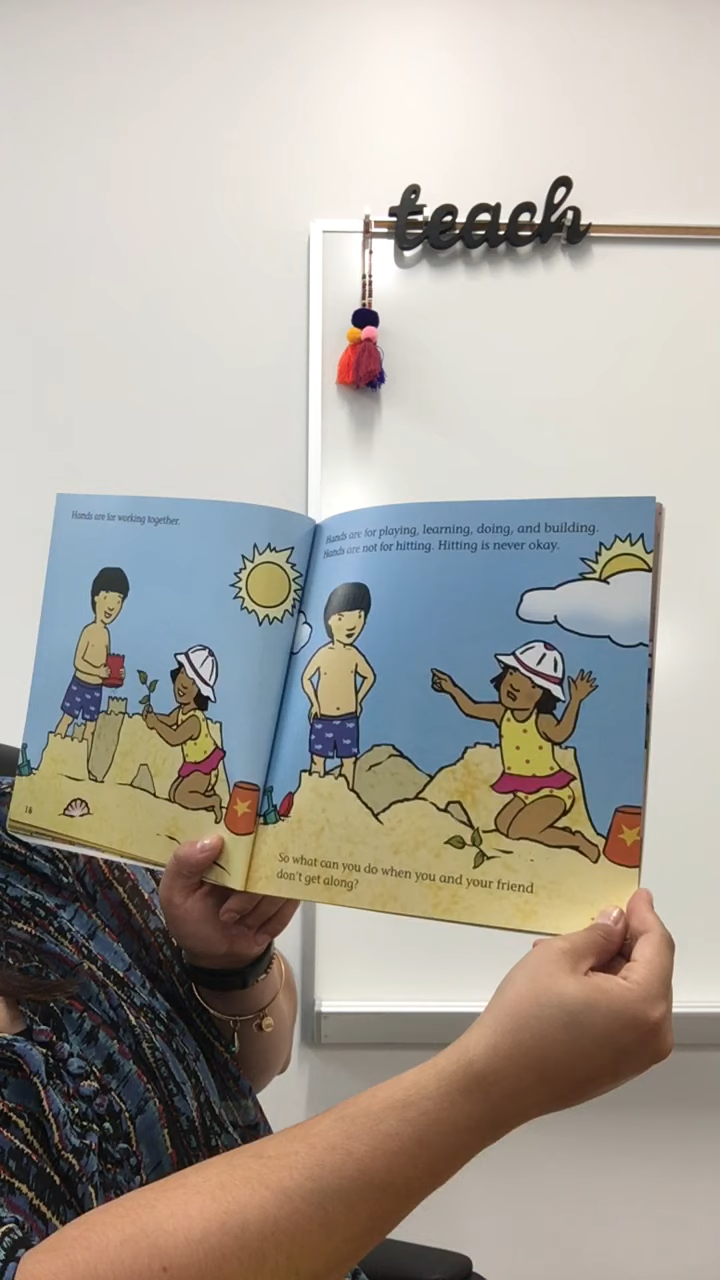 teach
Hands are for working together.
18
Hands are for playing, learning, doing, and building.
Hands are not for hitting. Hitting is never okay.
So what can you do when you and your friend
don't get along?